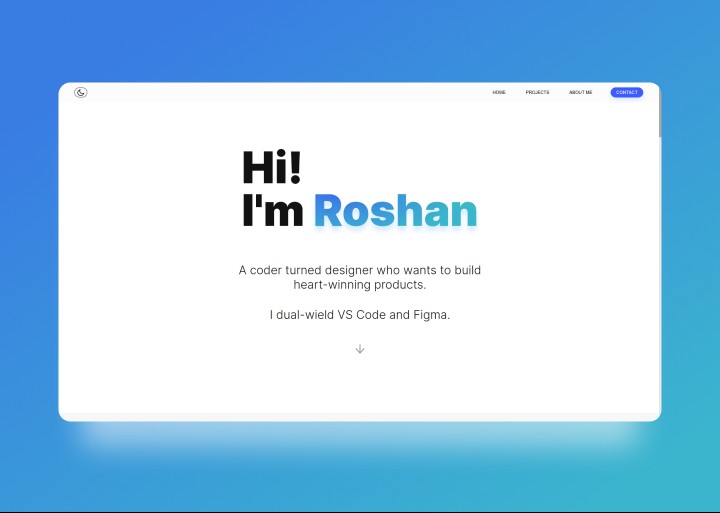 HOME PROJECTS ABOUT ME CONTACT
Hi!
I'm Roshan
A coder turned designer who wants to build
heart-winning products.
I dual-wield VS Code and Figma.